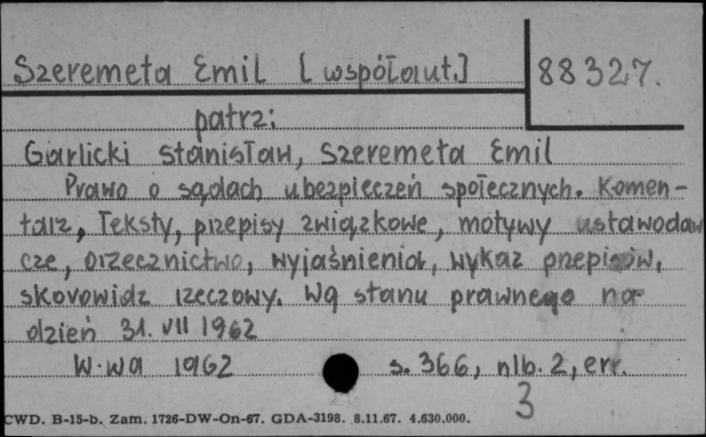 Szeremeta Emil [współaut.]
88327.
patrz:
Garlicki Stanisław, Szeremeta Emil
Prawo o sądach ubezpieczeń społecznych. Komen-
tarz, Teksty, przepisy związkowe, motywy ustawodaw
cze, orzecznictwo, wyjaśnienia, wykaz przepisów,
skorowidz rzeczowy. Wg stanu prawnego na
dzień 31. VII 1962
W-wa 1962 s. 366, nlb. 2, err.
3
CWD. B-15-b. Zam. 1726-DW-On-67. GDA-3198. 8.11.67. 4.630.000.